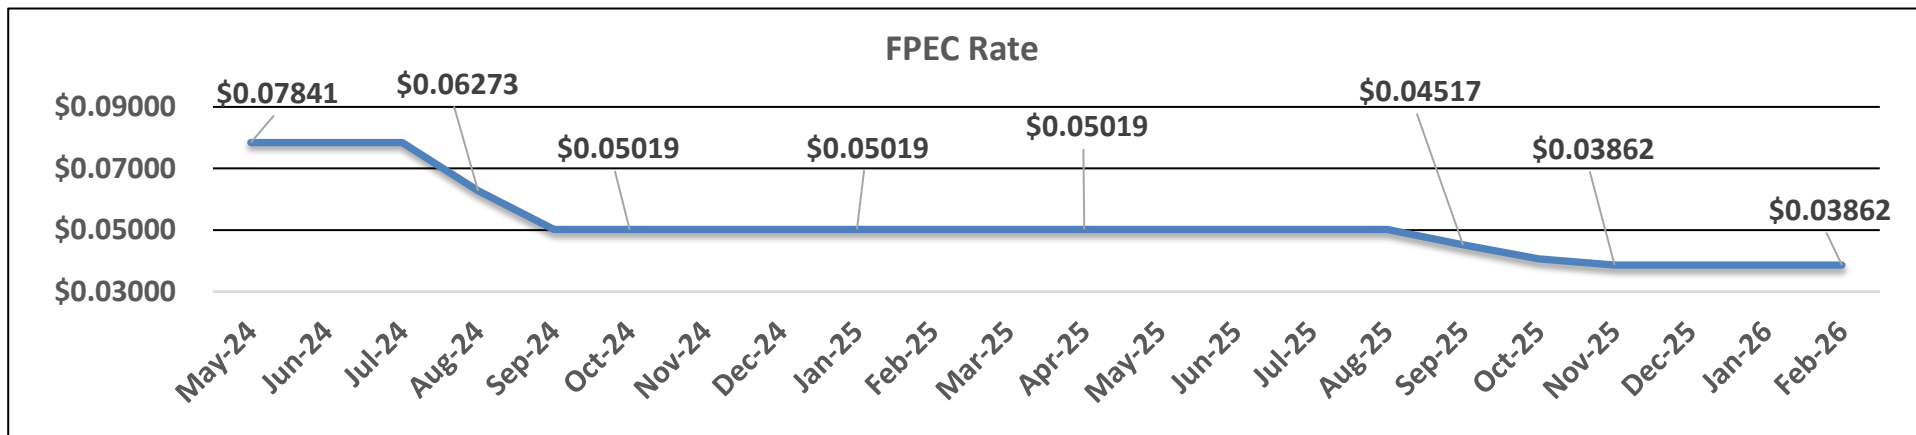 FPEC Rate
$0.07841
$0.06273
$0.05019
$0.05019
$0.05019
$0.04517
$0.03862
$0.03862
$0.09000
$0.07000
$0.05000
$0.03000
May-24
Jun-24
Jul-24
Aug-24
Sep-24
Oct-24
Nov-24
Dec-24
Jan-25
Feb-25
Mar-25
Apr-25
May-25
Jun-25
Jul-25
Aug-25
Sep-25
Oct-25
Nov-25
Dec-25
Jan-26
Feb-26